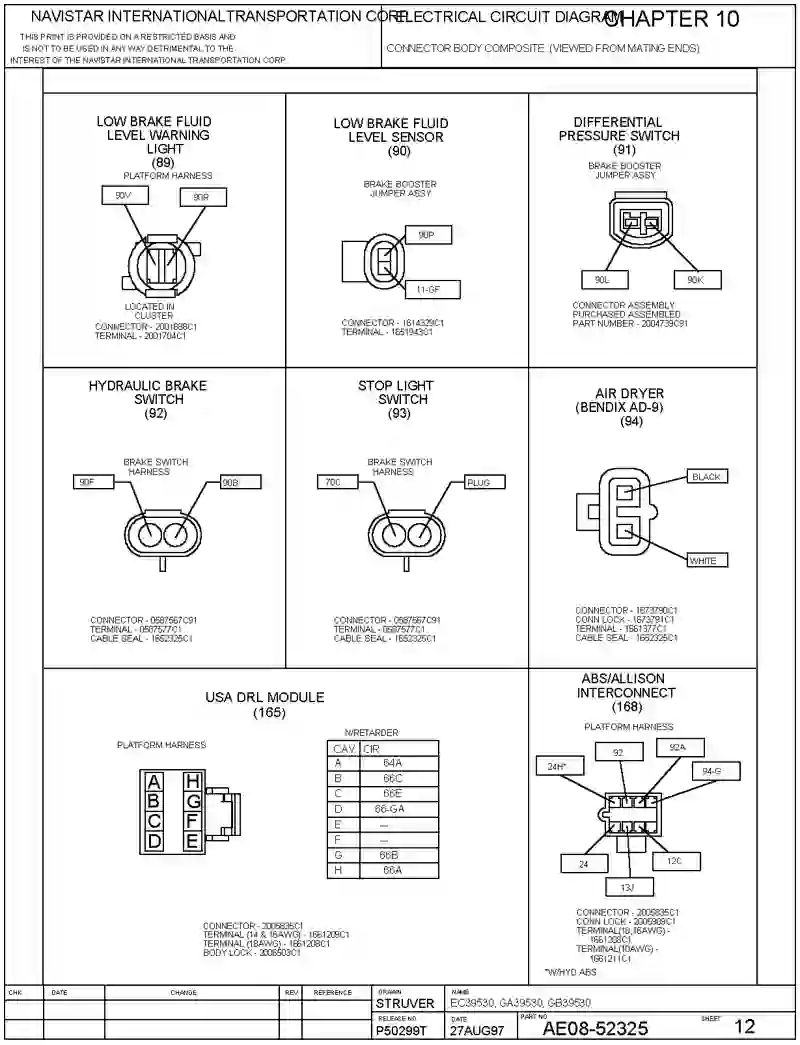 NAVISTAR INTERNATIONAL TRANSPORTATION CORP.
THIS PRINT IS PROVIDED ON A RESTRICTED BASIS AND
IS NOT TO BE USED IN ANY WAY DETRIMENTAL TO THE
INTEREST OF THE NAVISTAR INTERNATIONAL TRANSPORTATION CORP.
ELECTRICAL CIRCUIT DIAGRAM
CHAPTER 10
CONNECTOR BODY COMPOSITE (VIEWED FROM MATING ENDS)
LOW BRAKE FLUID
LEVEL WARNING
LIGHT
(89)
PLATFORM HARNESS
90V
90R
LOCATED IN
CLUSTER
CONNECTOR - 2001888C1
TERMINAL - 2001704C1
LOW BRAKE FLUID
LEVEL SENSOR
(90)
BRAKE BOOSTER
JUMPER ASSY
90P
11-GF
CONNECTOR - 1614329C1
TERMINAL - 1651943C1
DIFFERENTIAL
PRESSURE SWITCH
(91)
BRAKE BOOSTER
JUMPER ASSY
90L
90K
CONNECTOR ASSEMBLY
PURCHASED ASSEMBLED
PART NUMBER - 2004739C91
HYDRAULIC BRAKE
SWITCH
(92)
BRAKE SWITCH
HARNESS
90F
90B
CONNECTOR - 0587567C91
TERMINAL - 0587577C1
CABLE SEAL - 1652325C1
STOP LIGHT
SWITCH
(93)
BRAKE SWITCH
HARNESS
70C
PLUG
CONNECTOR - 0587567C91
TERMINAL - 0587577C1
CABLE SEAL - 1652325C1
AIR DRYER
(BENDIX AD-9)
(94)
BLACK
WHITE
CONNECTOR - 1673790C1
CONN LOCK - 1673791C1
TERMINAL - 1661377C1
CABLE SEAL - 1652325C1
USA DRL MODULE
(165)
PLATFORM HARNESS
A H
B G
C F
D E
N/RETARDER
CAV. CIR
A 64A
B 66C
C 66E
D 66-GA
E —
F —
G 66B
H 66A
CONNECTOR - 2005835C1
TERMINAL (14 & 16AWG) - 1661209C1
TERMINAL (18AWG) - 1661208C1
BODY LOCK - 2006503C1
ABS/ALLISON
INTERCONNECT
(168)
PLATFORM HARNESS
24H*
92
92A
94-G
24
13J
12C
CONNECTOR - 2005835C1
CONN LOCK - 2005909C1
TERMINAL(18,16AWG) -
1661208C1
TERMINAL(10AWG) -
1661211C1
*W/HYD ABS
CHK DATE CHANGE REV REFERENCE
DRAWN
STRUVER
NAME
EC39530, GA39530, GB39530
RELEASE NO.
P50299T
DATE
27AUG97
PART NO.
AE08-52325
SHEET
12